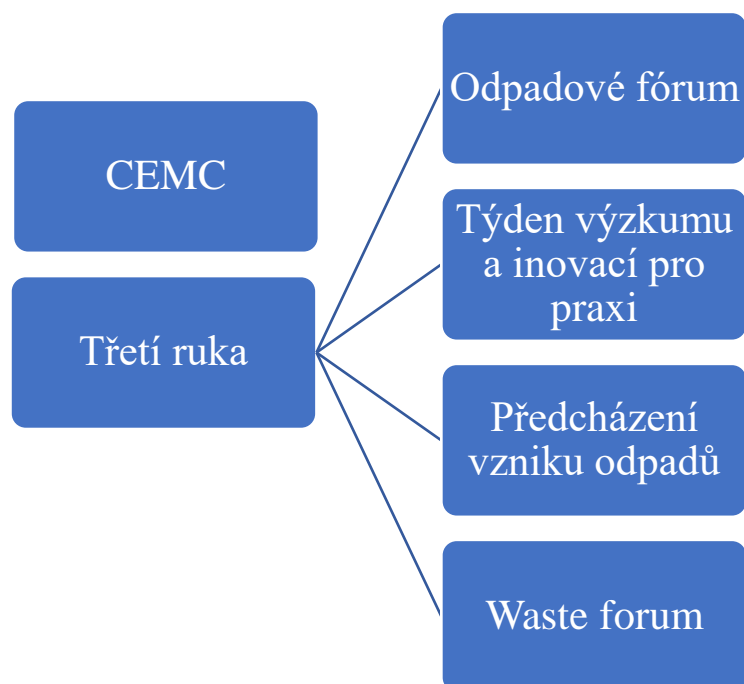 CEMC
Třetí ruka
Odpadové fórum
Týden výzkumu
a inovací pro
praxi
Předcházení
vzniku odpadů
Waste forum